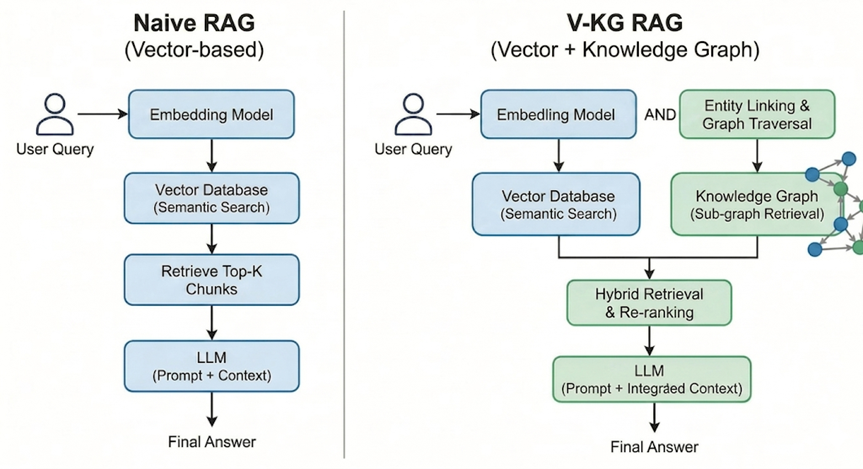 Naive RAG
(Vector-based)
User Query
Embedding Model
Vector Database
(Semantic Search)
Retrieve Top-K
Chunks
LLM
(Prompt + Context)
Final Answer
V-KG RAG
(Vector + Knowledge Graph)
User Query
Embedling Model
AND
Entity Linking &
Graph Traversal
Vector Database
(Semantic Search)
Knowledge Graph
(Sub-graph Retrieval)
Hybrid Retrieval
& Re-ranking
LLM
(Prompt + Integraded Context)
Final Answer